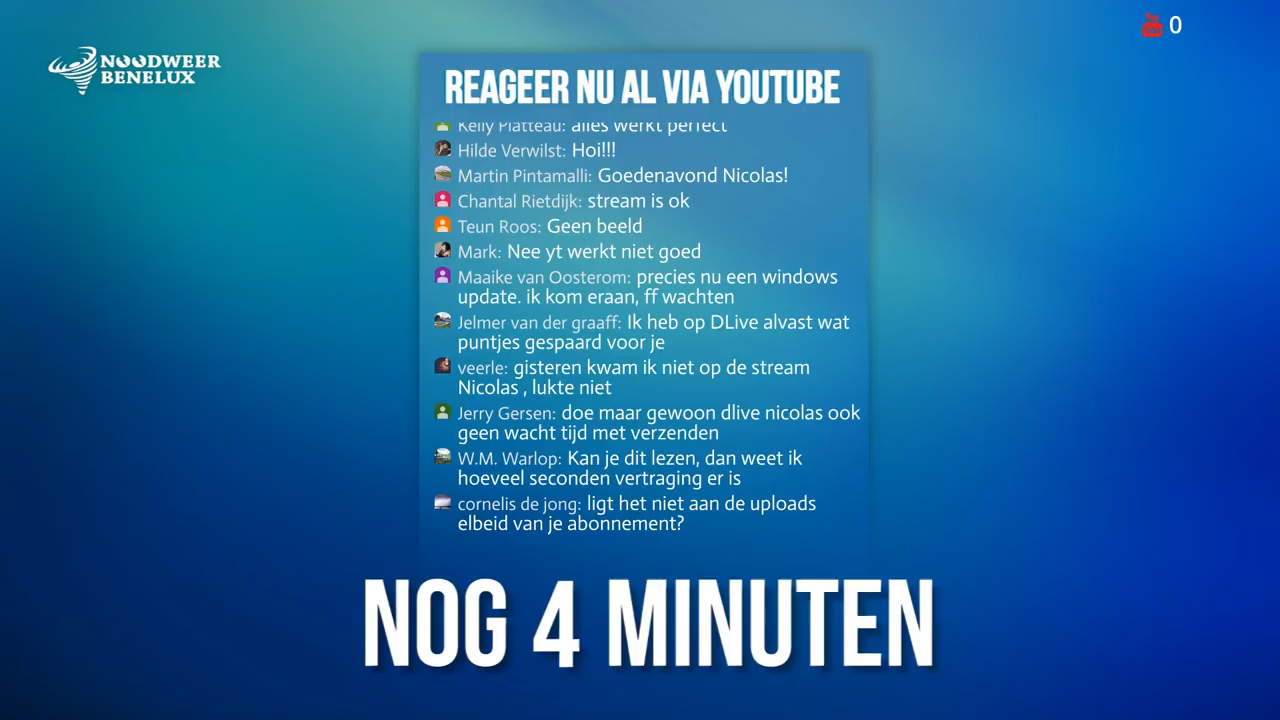 NOODWEER
BENELUX
0
REAGEER NU AL VIA YOUTUBE
Kelly Platteau: alles werkt perfect
Hilde Verwilst: Hoi!!!
Martin Pintamalli: Goedenavond Nicolas!
Chantal Rietdijk: stream is ok
Teun Roos: Geen beeld
Mark: Nee yt werkt niet goed
Maaike van Oosterom: precies nu een windows
update. ik kom eraan, ff wachten
Jelmer van der graaff: Ik heb op DLive alvast wat
puntjes gespaard voor je
veerle: gisteren kwam ik niet op de stream
Nicolas , lukte niet
Jerry Gersen: doe maar gewoon dlive nicolas ook
geen wacht tijd met verzenden
W.M. Warlop: Kan je dit lezen, dan weet ik
hoeveel seconden vertraging er is
cornelis de jong: ligt het niet aan de uploads
elbeid van je abonnement?
NOG 4 MINUTEN